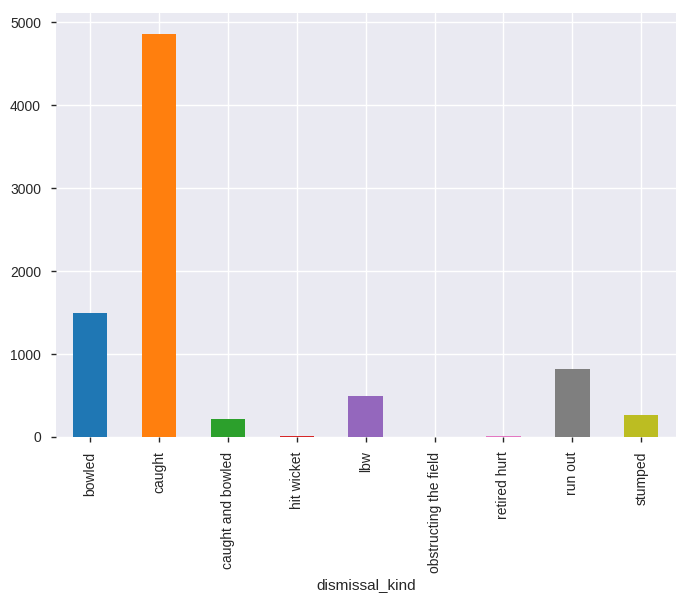 5000
4000
3000
2000
1000
0
bowled
caught
caught and bowled
hit wicket
lbw
obstructing the field
retired hurt
run out
stumped
dismissal_kind